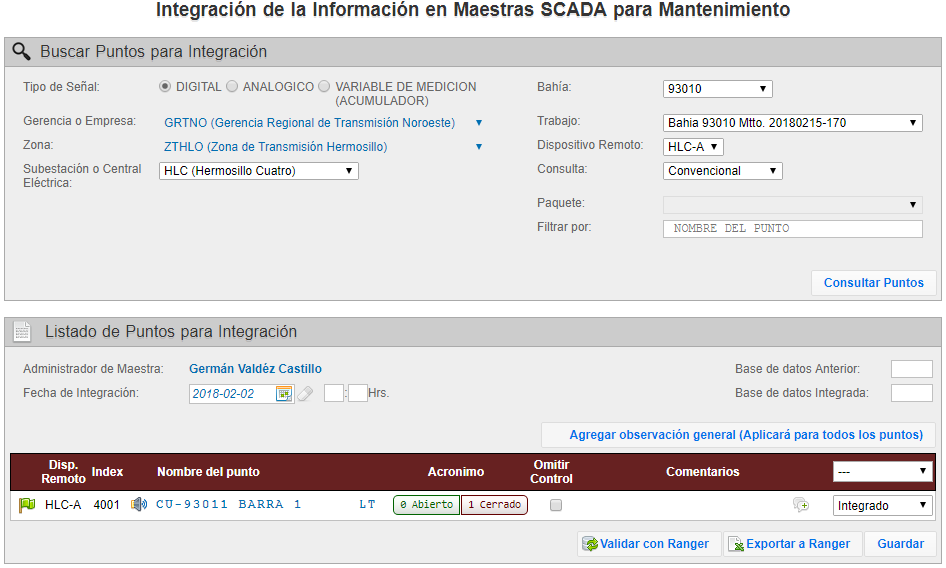 Integración de la Información en Maestras SCADA para Mantenimiento
Buscar Puntos para Integración
Tipo de Señal:
DIGITAL ANALOGICO VARIABLE DE MEDICION
(ACUMULADOR)
Gerencia o Empresa:
GRTNO (Gerencia Regional de Transmisión Noroeste)
Zona:
ZTHLO (Zona de Transmisión Hermosillo)
Subestación o Central
Eléctrica:
HLC (Hermosillo Cuatro)
Bahía:
93010
Trabajo:
Bahia 93010 Mtto. 20180215-170
Dispositivo Remoto:
HLC-A
Consulta:
Convencional
Paquete:
Filtrar por:
NOMBRE DEL PUNTO
Consultar Puntos
Listado de Puntos para Integración
Administrador de Maestra:
Germán Valdéz Castillo
Fecha de Integración:
2018-02-02
: Hrs.
Base de datos Anterior:
Base de datos Integrada:
Agregar observación general (Aplicará para todos los puntos)
Disp.
Remoto Index Nombre del punto Acronimo Omitir
Control Comentarios ---
HLC-A 4001 CU-93011 BARRA 1 LT 0 Abierto 1 Cerrado Integrado
Validar con Ranger Exportar a Ranger Guardar